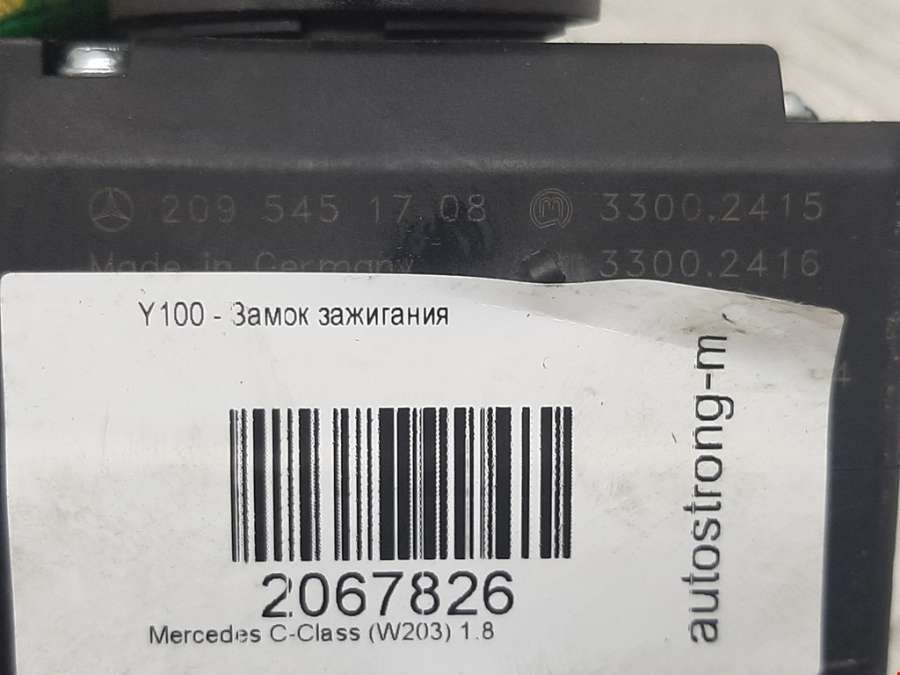 209 545 17 08
3300.2415
Made in Germany
3300.2416
Y100 - Замок зажигания
autostrong-m
2067826
Mercedes C-Class (W203) 1.8